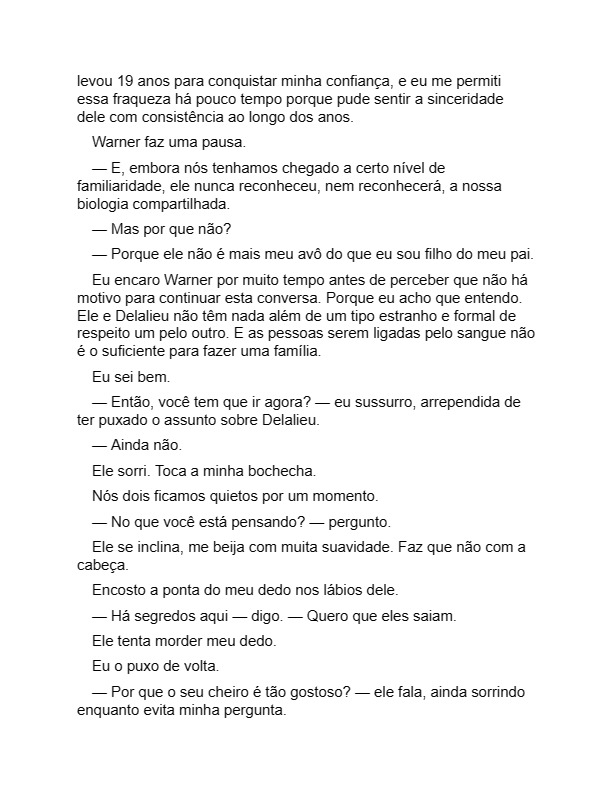 levou 19 anos para conquistar minha confiança, e eu me permiti
essa fraqueza há pouco tempo porque pude sentir a sinceridade
dele com consistência ao longo dos anos.
Warner faz uma pausa.
— E, embora nós tenhamos chegado a certo nível de
familiaridade, ele nunca reconheceu, nem reconhecerá, a nossa
biologia compartilhada.
— Mas por que não?
— Porque ele não é mais meu avô do que eu sou filho do meu pai.
Eu encaro Warner por muito tempo antes de perceber que não há
motivo para continuar esta conversa. Porque eu acho que entendo.
Ele e Delalieu não têm nada além de um tipo estranho e formal de
respeito um pelo outro. E as pessoas serem ligadas pelo sangue não
é o suficiente para fazer uma família.
Eu sei bem.
— Então, você tem que ir agora? — eu sussurro, arrependida de
ter puxado o assunto sobre Delalieu.
— Ainda não.
Ele sorri. Toca a minha bochecha.
Nós dois ficamos quietos por um momento.
— No que você está pensando? — pergunto.
Ele se inclina, me beija com muita suavidade. Faz que não com a
cabeça.
Encosto a ponta do meu dedo nos lábios dele.
— Há segredos aqui — digo. — Quero que eles saiam.
Ele tenta morder meu dedo.
Eu o puxo de volta.
— Por que o seu cheiro é tão gostoso? — ele fala, ainda sorrindo
enquanto evita minha pergunta.